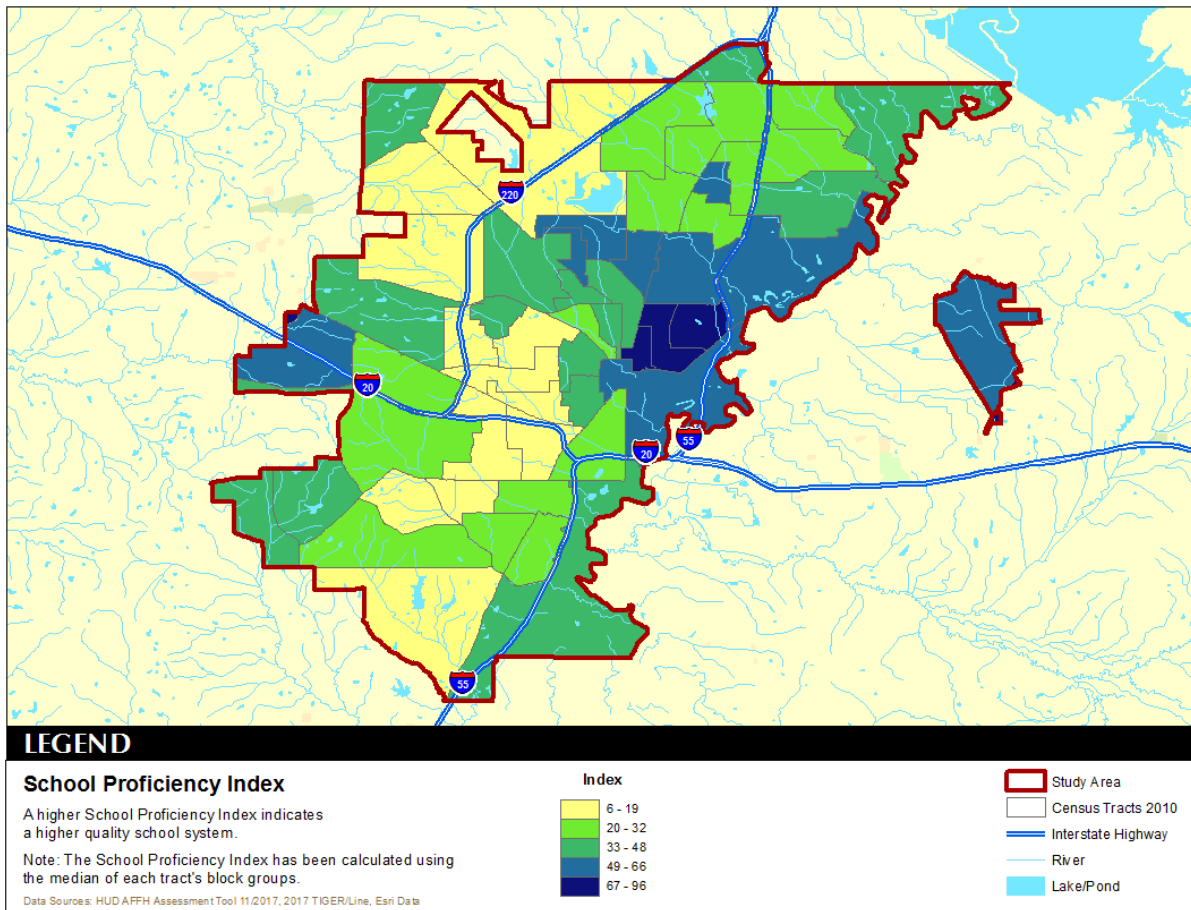 220
20
20
55
55
LEGEND
School Proficiency Index
A higher School Proficiency Index indicates
a higher quality school system.
Note: The School Proficiency Index has been calculated using
the median of each tract's block groups.
Data Sources: HUD AFFH Assessment Tool 11/2017, 2017 TIGER/Line, Esri Data
Index
6 - 19
20 - 32
33 - 48
49 - 66
67 - 96
Study Area
Census Tracts 2010
Interstate Highway
River
Lake/Pond